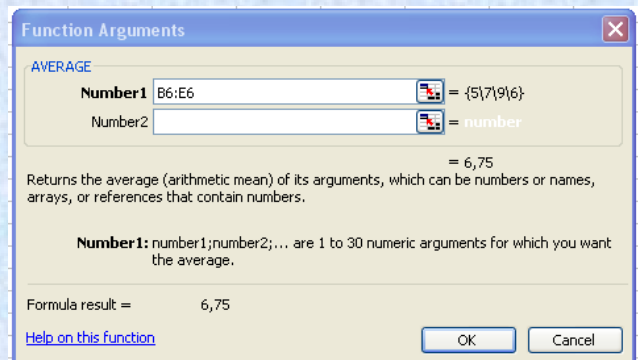 Function Arguments
AVERAGE
Number1 B6:E6 = {5\7\9\6}
Number2 = number
= 6,75
Returns the average (arithmetic mean) of its arguments, which can be numbers or names,
arrays, or references that contain numbers.
Number1: number1;number2;... are 1 to 30 numeric arguments for which you want
the average.
Formula result = 6,75
Help on this function OK Cancel